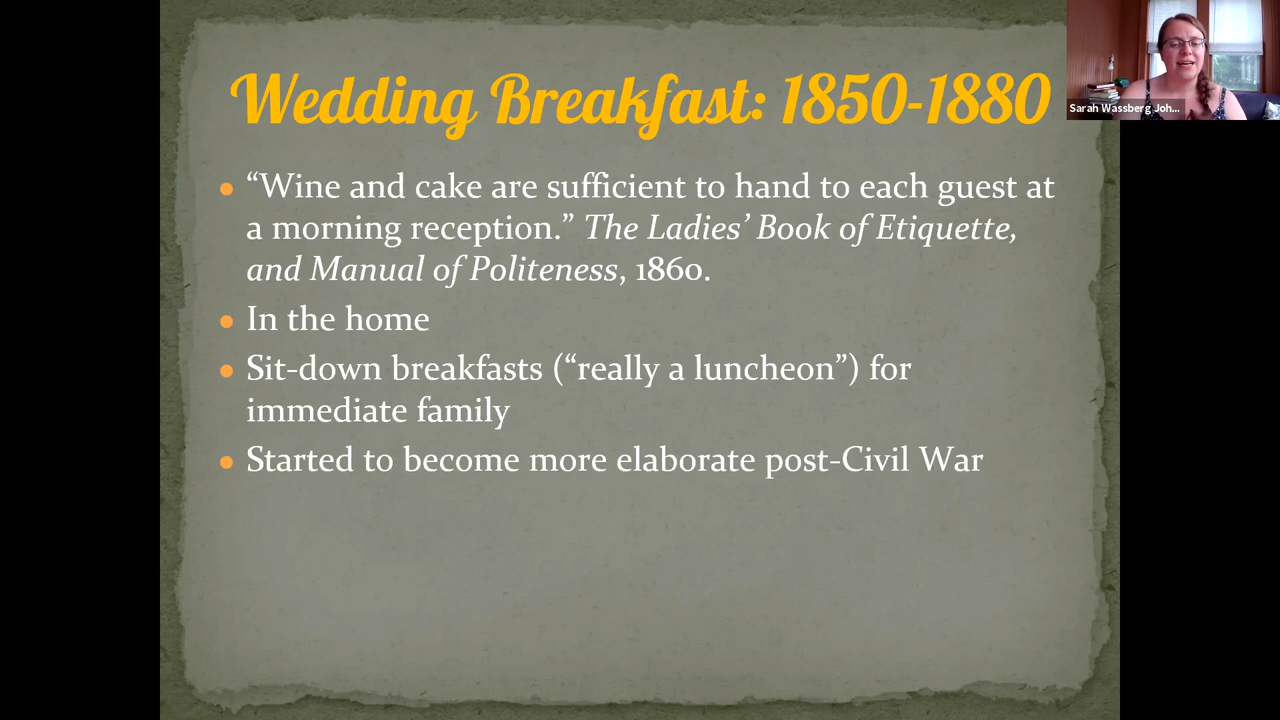 Wedding Breakfast: 1850-1880
Sarah Wassberg Joh...
• “Wine and cake are sufficient to hand to each guest at
a morning reception.” The Ladies’ Book of Etiquette,
and Manual of Politeness, 1860.
• In the home
• Sit-down breakfasts (“really a luncheon”) for
immediate family
• Started to become more elaborate post-Civil War